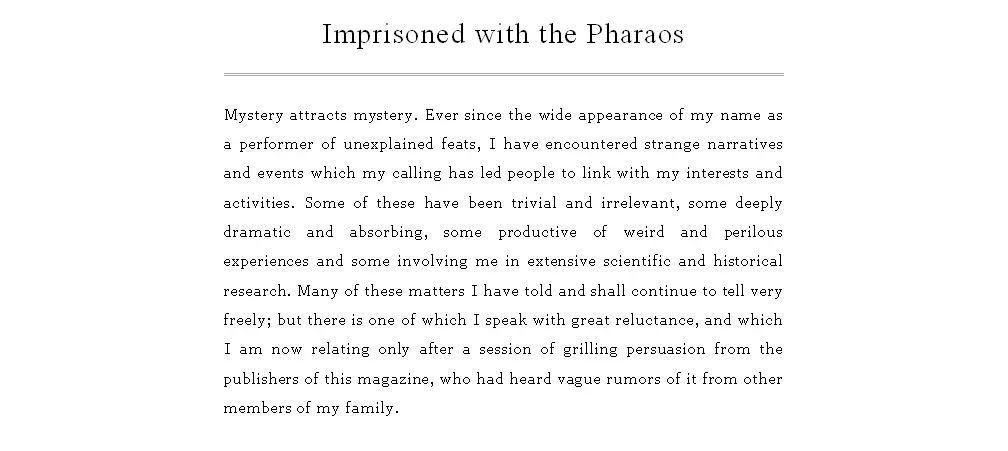 Imprisoned with the Pharaos
Mystery attracts mystery. Ever since the wide appearance of my name as
a performer of unexplained feats, I have encountered strange narratives
and events which my calling has led people to link with my interests and
activities. Some of these have been trivial and irrelevant, some deeply
dramatic and absorbing, some productive of weird and perilous
experiences and some involving me in extensive scientific and historical
research. Many of these matters I have told and shall continue to tell very
freely; but there is one of which I speak with great reluctance, and which
I am now relating only after a session of grilling persuasion from the
publishers of this magazine, who had heard vague rumors of it from other
members of my family.